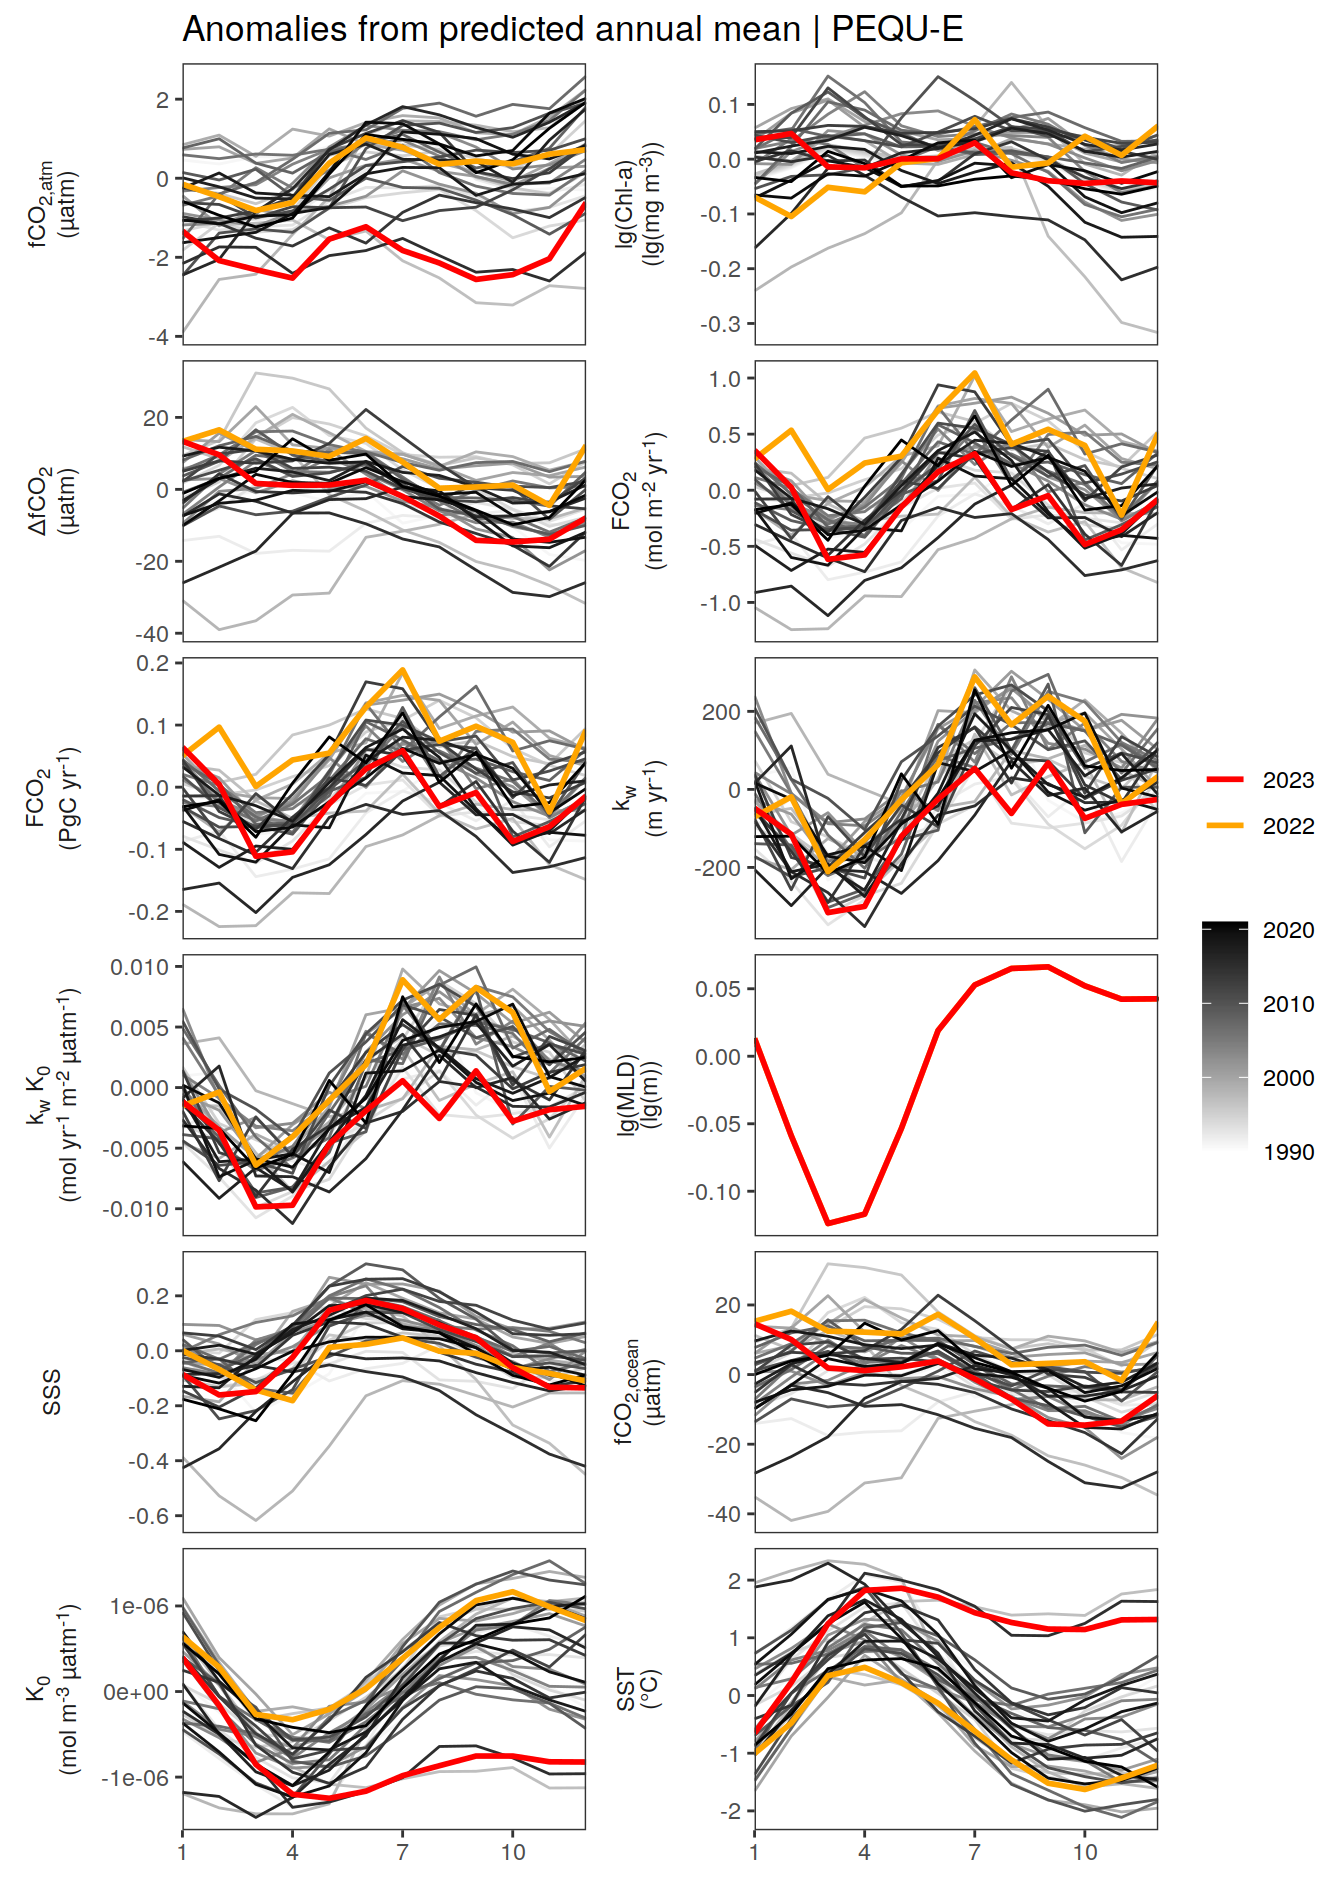 Anomalies from predicted annual mean | PEQU-E
fCO2,atm
(µatm)
2
0
-2
-4
lg(Chl-a)
(lg(mg m-3))
0.1
0.0
-0.1
-0.2
-0.3
ΔfCO2
(µatm)
20
0
-20
-40
FCO2
(mol m-2 yr-1)
1.0
0.5
0.0
-0.5
-1.0
FCO2
(PgC yr-1)
0.2
0.1
0.0
-0.1
-0.2
kw
(m yr-1)
200
0
-200
kw K0
(mol yr-1 m-2 µatm-1)
0.010
0.005
0.000
-0.005
-0.010
lg(MLD)
(lg(m))
0.05
0.00
-0.05
-0.10
SSS
0.2
0.0
-0.2
-0.4
-0.6
fCO2,ocean
(µatm)
20
0
-20
-40
K0
(mol m-3 µatm-1)
1e-06
0e+00
-1e-06
1
4
7
10
SST
(°C)
2
1
0
-1
-2
1
4
7
10
2023
2022
2020
2010
2000
1990